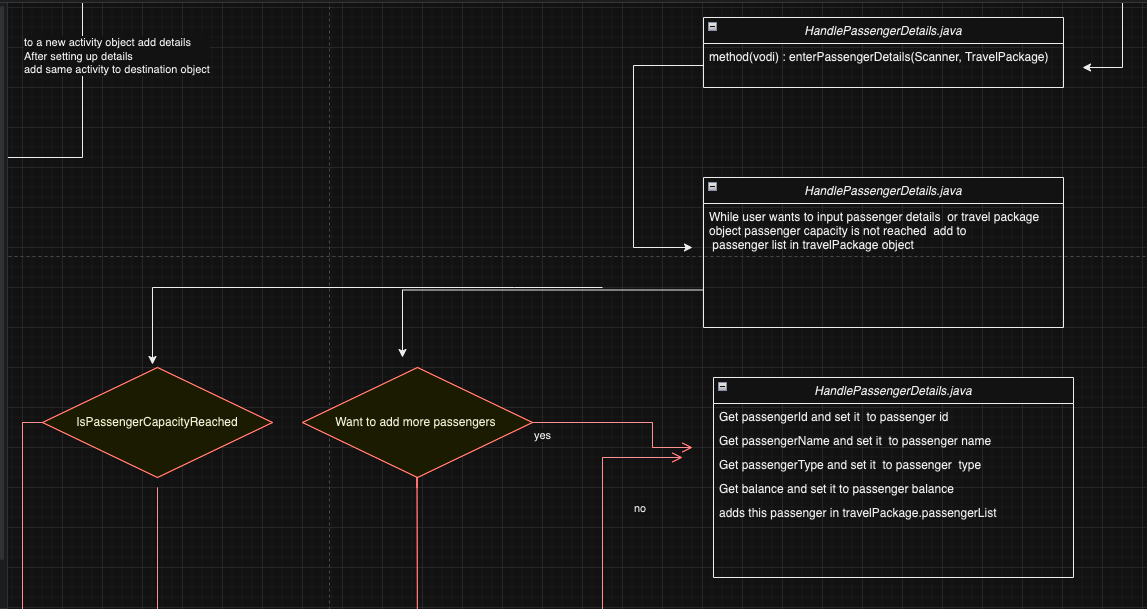 to a new activity object add details
After setting up details
add same activity to destination object
HandlePassengerDetails.java
method(vodi) : enterPassengerDetails(Scanner, TravelPackage)
HandlePassengerDetails.java
While user wants to input passenger details or travel package
object passenger capacity is not reached add to
passenger list in travelPackage object
IsPassengerCapacityReached
Want to add more passengers
yes
no
HandlePassengerDetails.java
Get passengerId and set it to passenger id
Get passengerName and set it to passenger name
Get passengerType and set it to passenger type
Get balance and set it to passenger balance
adds this passenger in travelPackage.passengerList